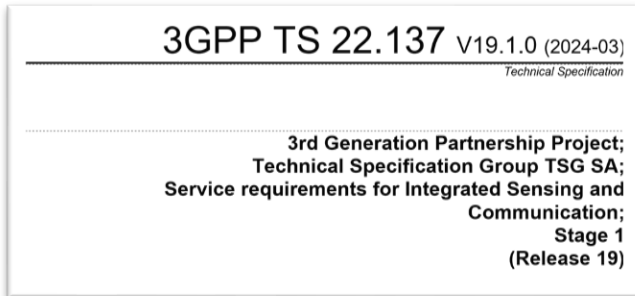 3GPP TS 22.137 V19.1.0 (2024-03)
Technical Specification
3rd Generation Partnership Project;
Technical Specification Group TSG SA;
Service requirements for Integrated Sensing and
Communication;
Stage 1
(Release 19)